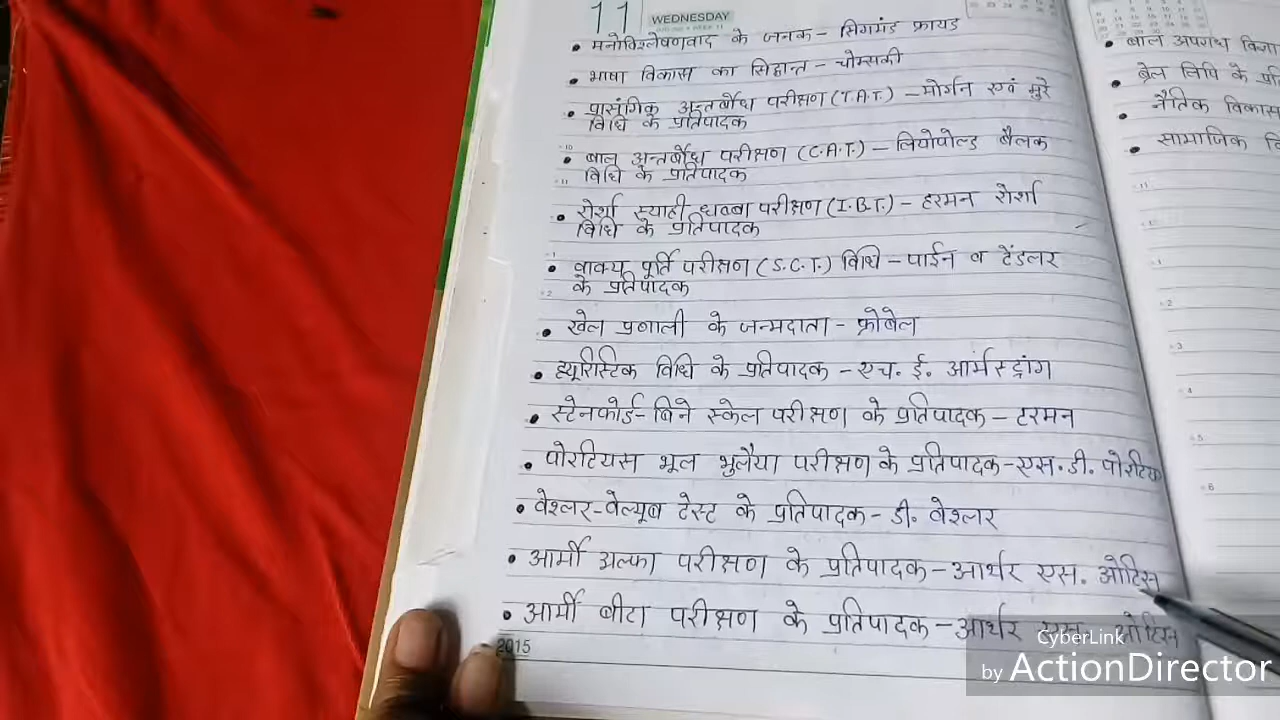 11 WEDNESDAY
• मनोविश्लेषणवाद के जनक – सिगमंड फ्रायड
• भाषा विकास का सिद्धान्त – चोम्सकी
• प्रासंगिक अन्तर्बोध परीक्षण (T.A.T.) – मोर्गन एवं मुरे
विधि के प्रतिपादक
• बाल अन्तर्बोध परीक्षण (C.A.T.) – लियोपोल्ड बैलक
विधि के प्रतिपादक
• रोर्शा स्याही धब्बा परीक्षण (I.B.T.) – हरमन रोर्शा
विधि के प्रतिपादक
• वाक्य पूर्ति परीक्षण (S.C.T.) विधि – पाईन व टेंडलर
के प्रतिपादक
• खेल प्रणाली के जन्मदाता – फ्रोबेल
• ह्यूरिस्टिक विधि के प्रतिपादक – एच. ई. आर्मस्ट्रांग
• स्टेनफोर्ड-बिने स्केल परीक्षण के प्रतिपादक – टरमन
• पोरटियस भूल भुलैया परीक्षण के प्रतिपादक – एस. डी.
• वेश्लर-वेल्यूब टेस्ट के प्रतिपादक – डी. वेश्लर
• आर्मी अल्फा परीक्षण के प्रतिपादक – आर्थर एस. ओटिस
• आर्मी बीटा परीक्षण के प्रतिपादक – आर्थर एस. ओटिस
2015
• बाल अपराध
• ब्रेल लिपि के
• नैतिक विकास
• सामाजिक
CyberLink
by ActionDirector